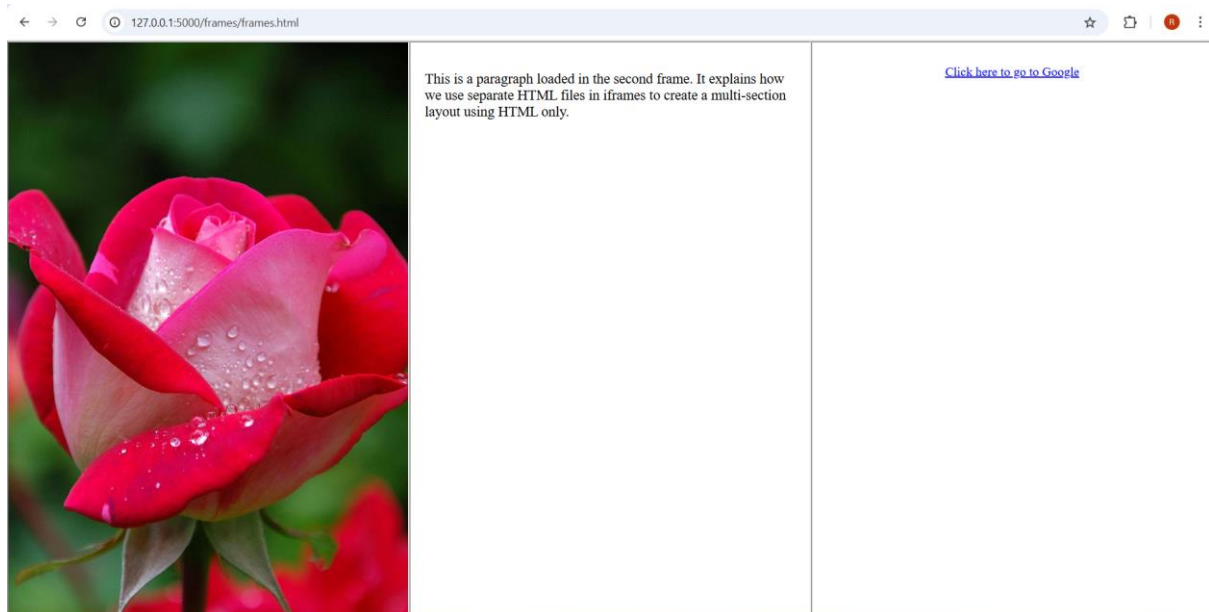 127.0.0.1:5000/frames/frames.html
R
This is a paragraph loaded in the second frame. It explains how
we use separate HTML files in iframes to create a multi-section
layout using HTML only.
Click here to go to Google